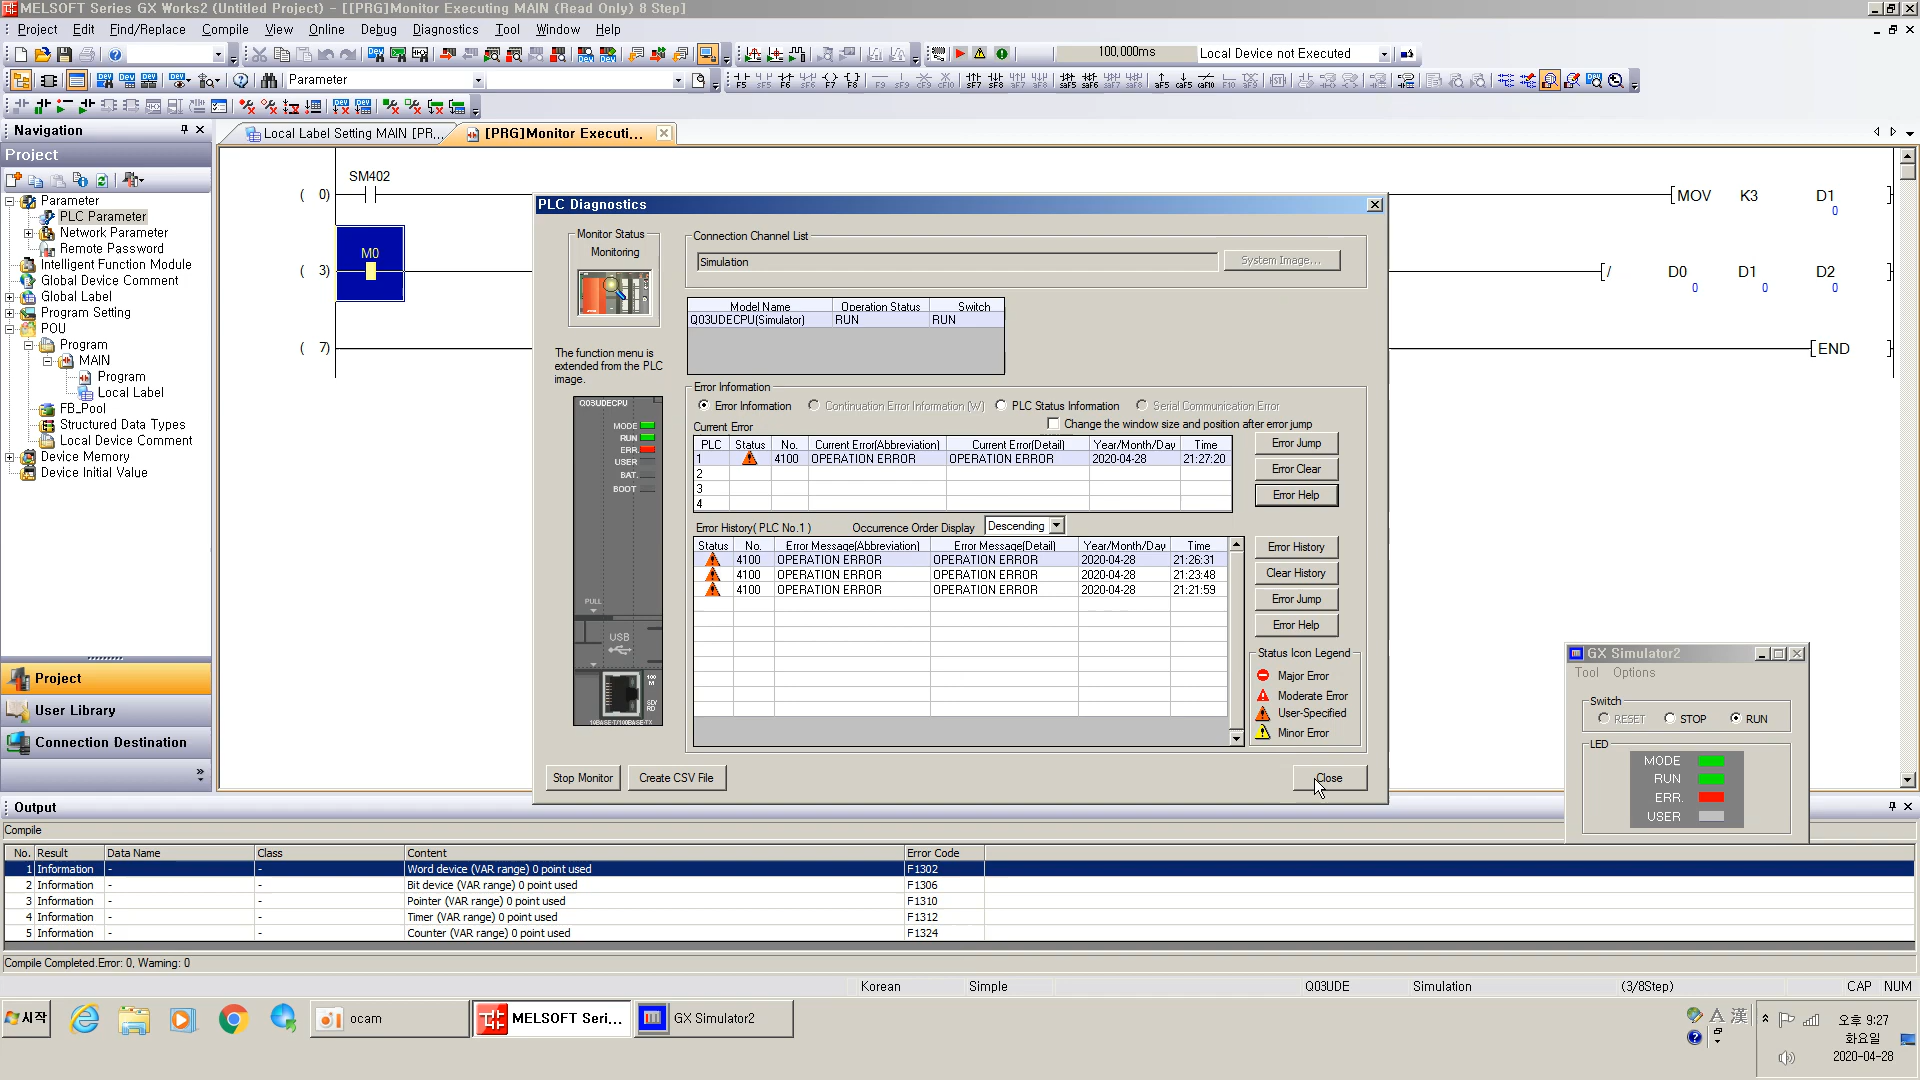 MELSOFT Series GX Works2 (Untitled Project) - [[PRG]Monitor Executing MAIN (Read Only) 8 Step]
Project Edit Find/Replace Compile View Online Debug Diagnostics Tool Window Help
100,000ms Local Device not Executed
Parameter
Navigation
Local Label Setting MAIN [PR...
[PRG]Monitor Executi...
Project
Parameter
PLC Parameter
Network Parameter
Remote Password
Intelligent Function Module
Global Device Comment
Global Label
Program Setting
POU
Program
MAIN
Program
Local Label
FB_Pool
Structured Data Types
Local Device Comment
Device Memory
Device Initial Value
Project
User Library
Connection Destination
SM402
( 0)
MOV K3 D1
0
M0
( 3)
/ D0 D1 D2
0 0 0
( 7)
END
PLC Diagnostics
Monitor Status
Monitoring
Connection Channel List
Simulation
System Image...
Model Name Operation Status Switch
Q03UDECPU(Simulator) RUN RUN
The function menu is
extended from the PLC
image.
Q03UDECPU
MODE
RUN
ERR.
USER
BAT.
BOOT
PULL
USB
100
M
SD/
RD
10BASE-T/100BASE-TX
Error Information
Error Information Continuation Error Information (W) PLC Status Information Serial Communication Error
Change the window size and position after error jump
Current Error
PLC Status No. Current Error(Abbreviation) Current Error(Detail) Year/Month/Day Time
1 4100 OPERATION ERROR OPERATION ERROR 2020-04-28 21:27:20
2
3
4
Error Jump
Error Clear
Error Help
Error History( PLC No.1 ) Occurrence Order Display Descending
Status No. Error Message(Abbreviation) Error Message(Detail) Year/Month/Day Time
4100 OPERATION ERROR OPERATION ERROR 2020-04-28 21:26:31
4100 OPERATION ERROR OPERATION ERROR 2020-04-28 21:23:48
4100 OPERATION ERROR OPERATION ERROR 2020-04-28 21:21:59
Error History
Clear History
Error Jump
Error Help
Status Icon Legend
Major Error
Moderate Error
User-Specified
Minor Error
Stop Monitor Create CSV File Close
GX Simulator2
Tool Options
Switch
RESET STOP RUN
LED
MODE
RUN
ERR.
USER
Output
Compile
No. Result Data Name Class Content Error Code
1 Information - - Word device (VAR range) 0 point used F1302
2 Information - - Bit device (VAR range) 0 point used F1306
3 Information - - Pointer (VAR range) 0 point used F1310
4 Information - - Timer (VAR range) 0 point used F1312
5 Information - - Counter (VAR range) 0 point used F1324
Compile Completed.Error: 0, Warning: 0
Korean Simple Q03UDE Simulation (3/8Step) CAP NUM
시작 ocam MELSOFT Seri... GX Simulator2
A 漢
오후 9:27
화요일
2020-04-28